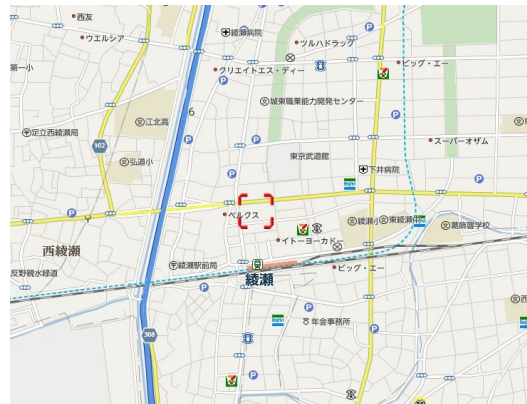 西友
ウエルシア
綾瀬病院
ツルハドラッグ
第一小
クリエイトエス・ディー
ビッグ・エー
城東職業能力開発センター
足立西綾瀬局
江北高
6
スーパーオザム
102
弘道小
東京武道館
下井病院
ベルクス
綾瀬小
東綾瀬中
葛飾聾学校
イトーヨーカドー
西綾瀬
反野親水緑道
綾瀬駅前局
ビッグ・エー
綾瀬
年金事務所
308